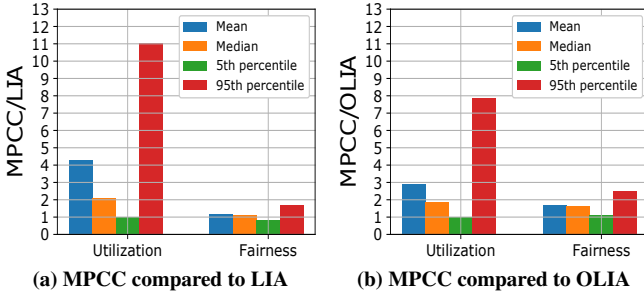 MPCC/LIA
13
12
11
10
9
8
7
6
5
4
3
2
1
0
Mean
Median
5th percentile
95th percentile
Utilization Fairness
(a) MPCC compared to LIA
MPCC/OLIA
13
12
11
10
9
8
7
6
5
4
3
2
1
0
Mean
Median
5th percentile
95th percentile
Utilization Fairness
(b) MPCC compared to OLIA